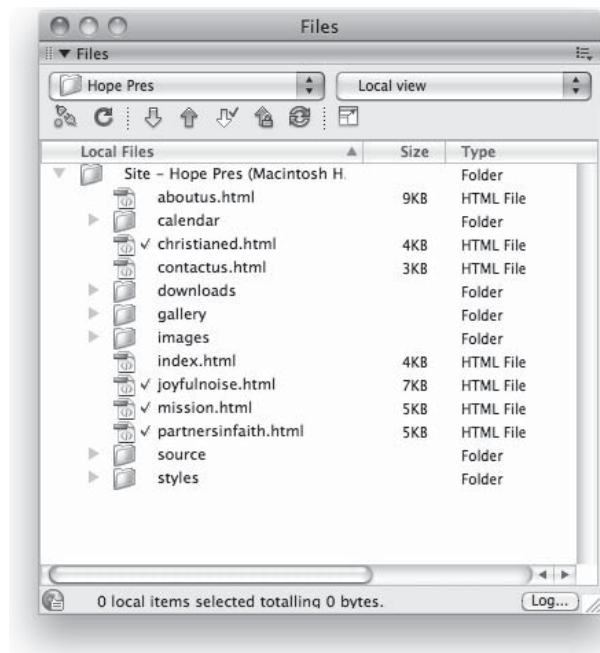 Files
Files
Hope Pres Local view
Local Files Size Type
Site – Hope Pres (Macintosh H. Folder
aboutus.html 9KB HTML File
calendar Folder
✓ christianed.html 4KB HTML File
contactus.html 3KB HTML File
downloads Folder
gallery Folder
images Folder
index.html 4KB HTML File
✓ joyfulnoise.html 7KB HTML File
✓ mission.html 5KB HTML File
✓ partnersinfaith.html 5KB HTML File
source Folder
styles Folder
0 local items selected totalling 0 bytes. Log...